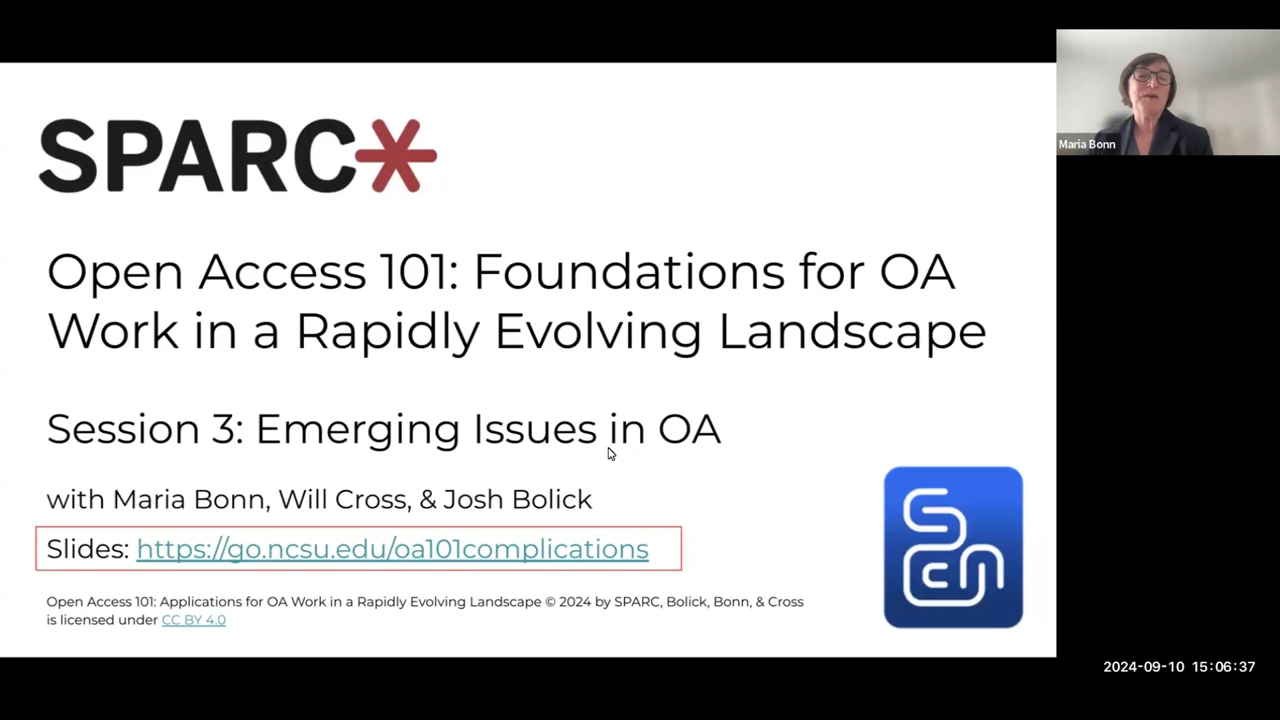 SPARC*
Open Access 101: Foundations for OA
Work in a Rapidly Evolving Landscape
Session 3: Emerging Issues in OA
with Maria Bonn, Will Cross, & Josh Bolick
Slides: https://go.ncsu.edu/oa101complications
Open Access 101: Applications for OA Work in a Rapidly Evolving Landscape © 2024 by SPARC, Bolick, Bonn, & Cross
is licensed under CC BY 4.0
SCEN
Maria Bonn
2024-09-10 15:06:37